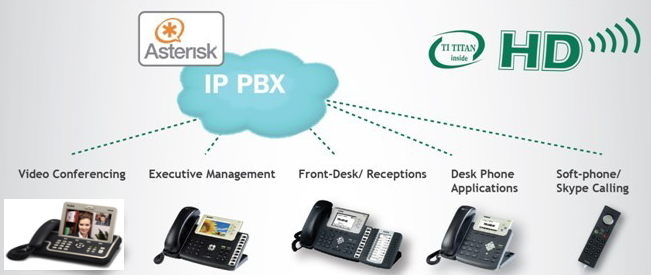 Asterisk
IP PBX
TI TITAN
inside
HD
Video Conferencing
Executive Management
Front-Desk/ Receptions
Desk Phone
Applications
Soft-phone/
Skype Calling